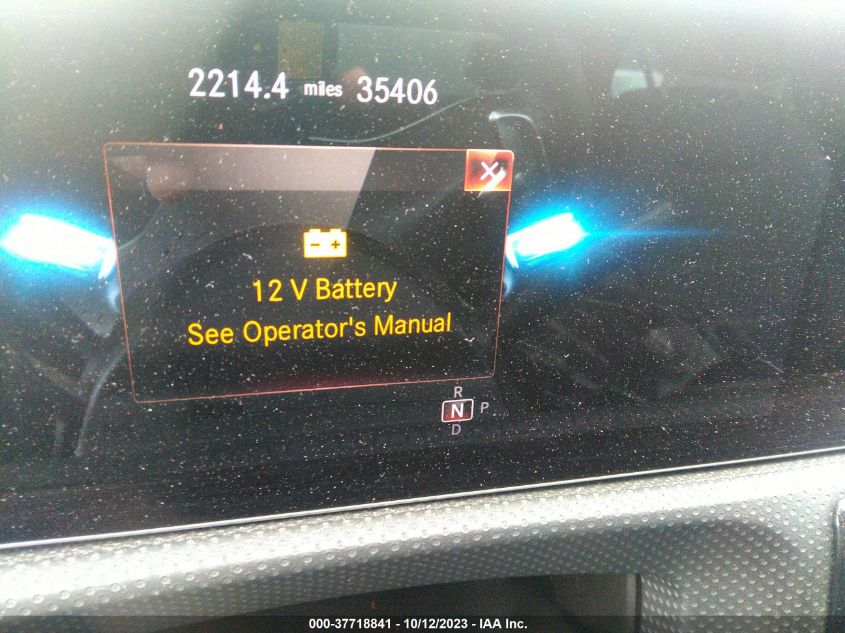 2214.4 miles 35406
12 V Battery
See Operator's Manual
R
N P
D
000-37718841 - 10/12/2023 - IAA Inc.